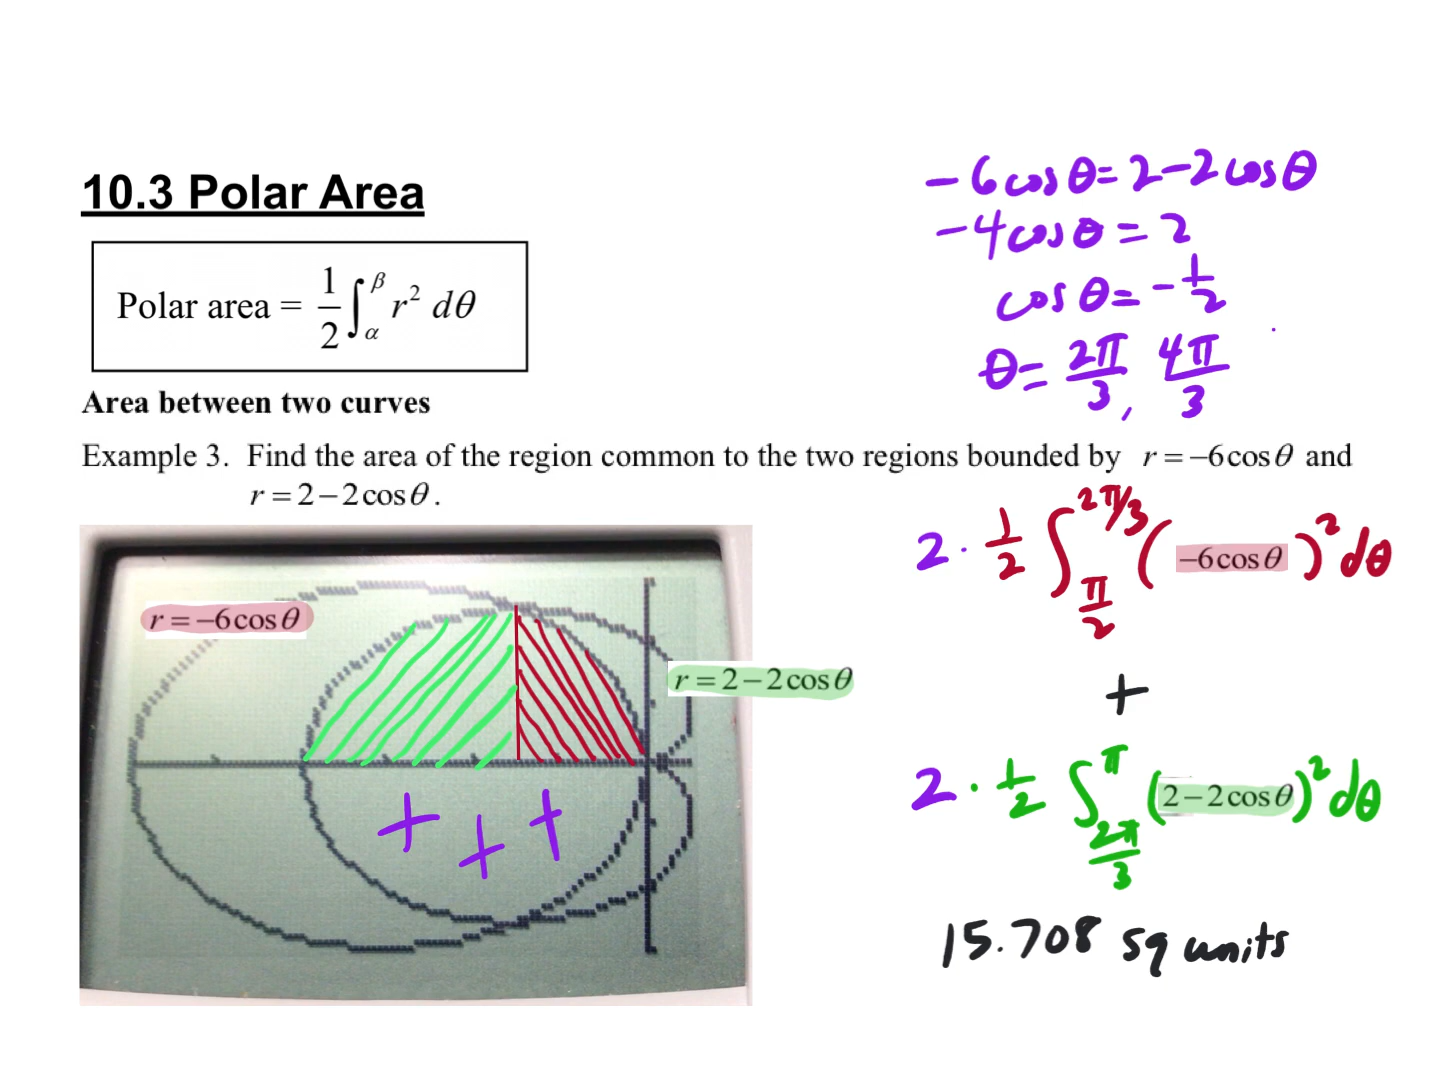 10.3 Polar Area
Polar area = 1/2 ∫_α^β r² dθ
Area between two curves
Example 3. Find the area of the region common to the two regions bounded by r = −6cosθ and
r = 2 − 2cosθ.
r = −6cosθ
r = 2 − 2cosθ
+ + +
−6cosθ = 2 − 2cosθ
−4cosθ = 2
cosθ = −1/2
θ = 2π/3, 4π/3
2 · 1/2 ∫_{π/2}^{2π/3} (−6cosθ)² dθ
+
2 · 1/2 ∫_{2π/3}^{π} (2 − 2cosθ)² dθ
15.708 sq units